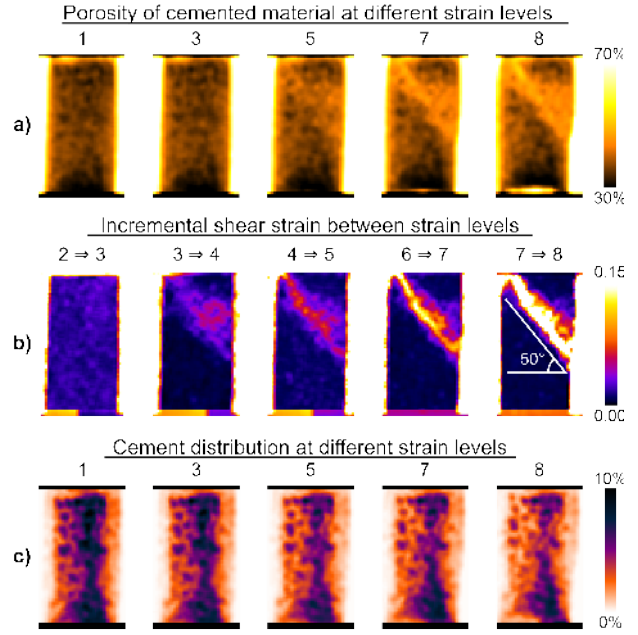 Porosity of cemented material at different strain levels
1 3 5 7 8
70%
a)
30%
Incremental shear strain between strain levels
2 ⇒ 3 3 ⇒ 4 4 ⇒ 5 6 ⇒ 7 7 ⇒ 8
0.15
b)
50°
0.00
Cement distribution at different strain levels
1 3 5 7 8
10%
c)
0%